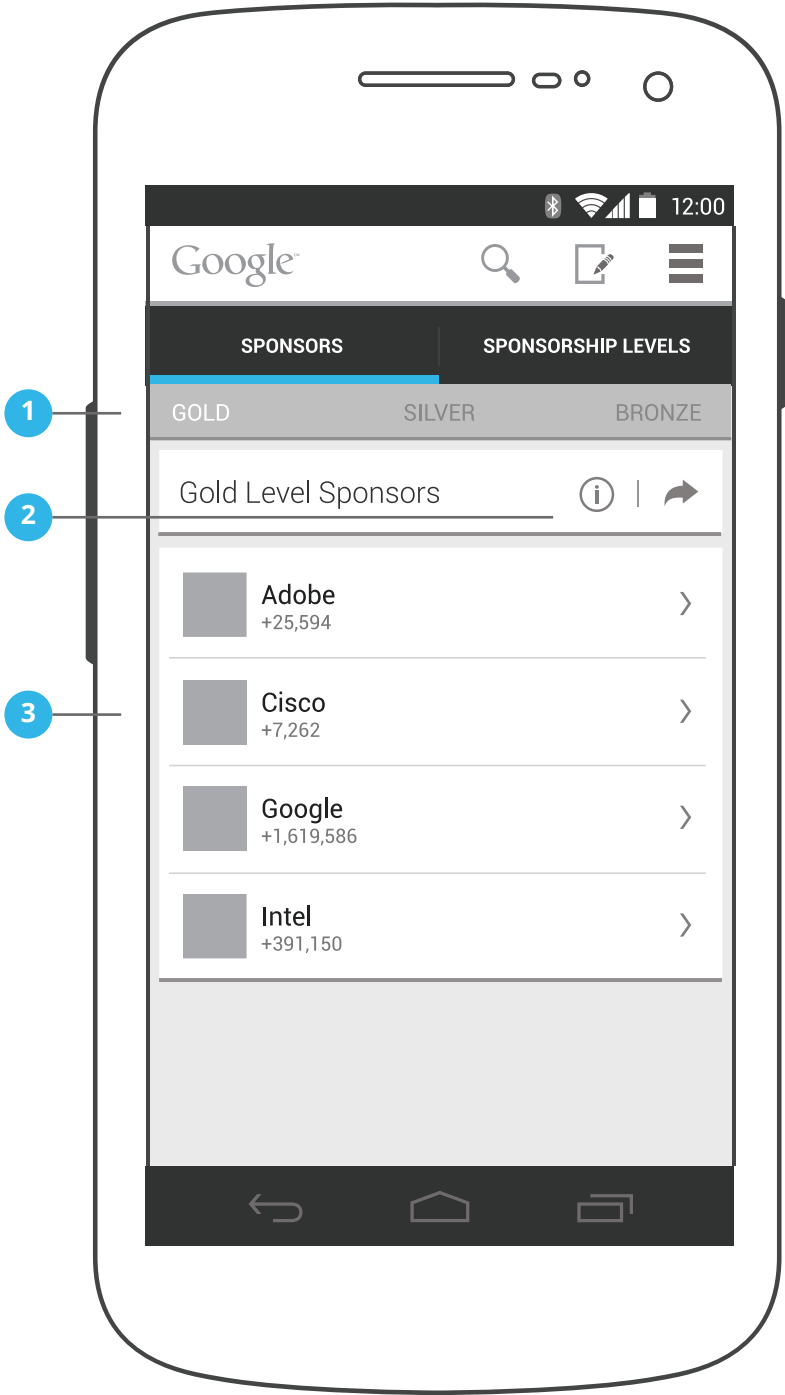 12:00
Google™
SPONSORS SPONSORSHIP LEVELS
1 GOLD SILVER BRONZE
Gold Level Sponsors
2
Adobe
+25,594
3 Cisco
+7,262
Google
+1,619,586
Intel
+391,150